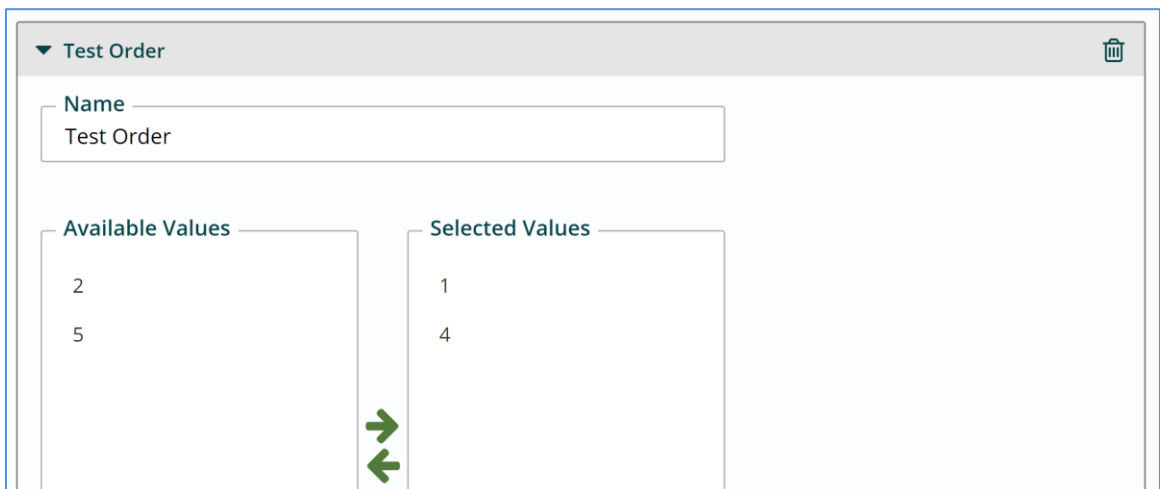 Test Order
Name
Test Order
Available Values
Selected Values
2
1
5
4